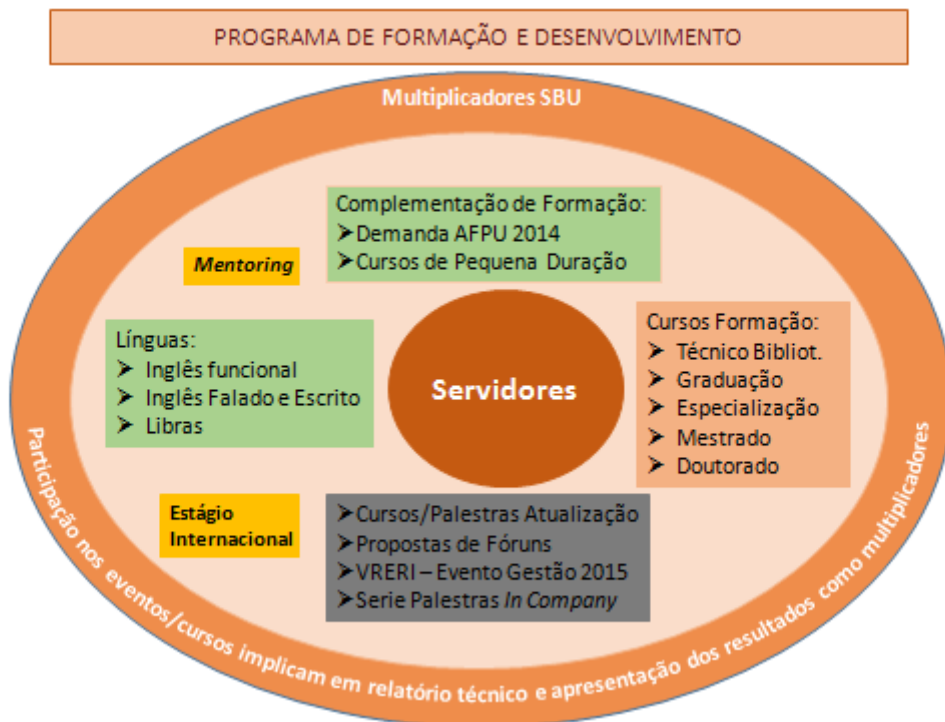 PROGRAMA DE FORMAÇÃO E DESENVOLVIMENTO
Multiplicadores SBU
Complementação de Formação:
➤Demanda AFPU 2014
➤Cursos de Pequena Duração
Mentoring
Línguas:
➤ Inglês funcional
➤ Inglês Falado e Escrito
➤ Libras
Servidores
Cursos Formação:
➤ Técnico Bibliot.
➤ Graduação
➤ Especialização
➤ Mestrado
➤ Doutorado
Estágio
Internacional
➤Cursos/Palestras Atualização
➤Propostas de Fóruns
➤VRERI – Evento Gestão 2015
➤Serie Palestras In Company
Participação nos eventos/cursos implicam em relatório técnico e apresentação dos resultados como multiplicadores